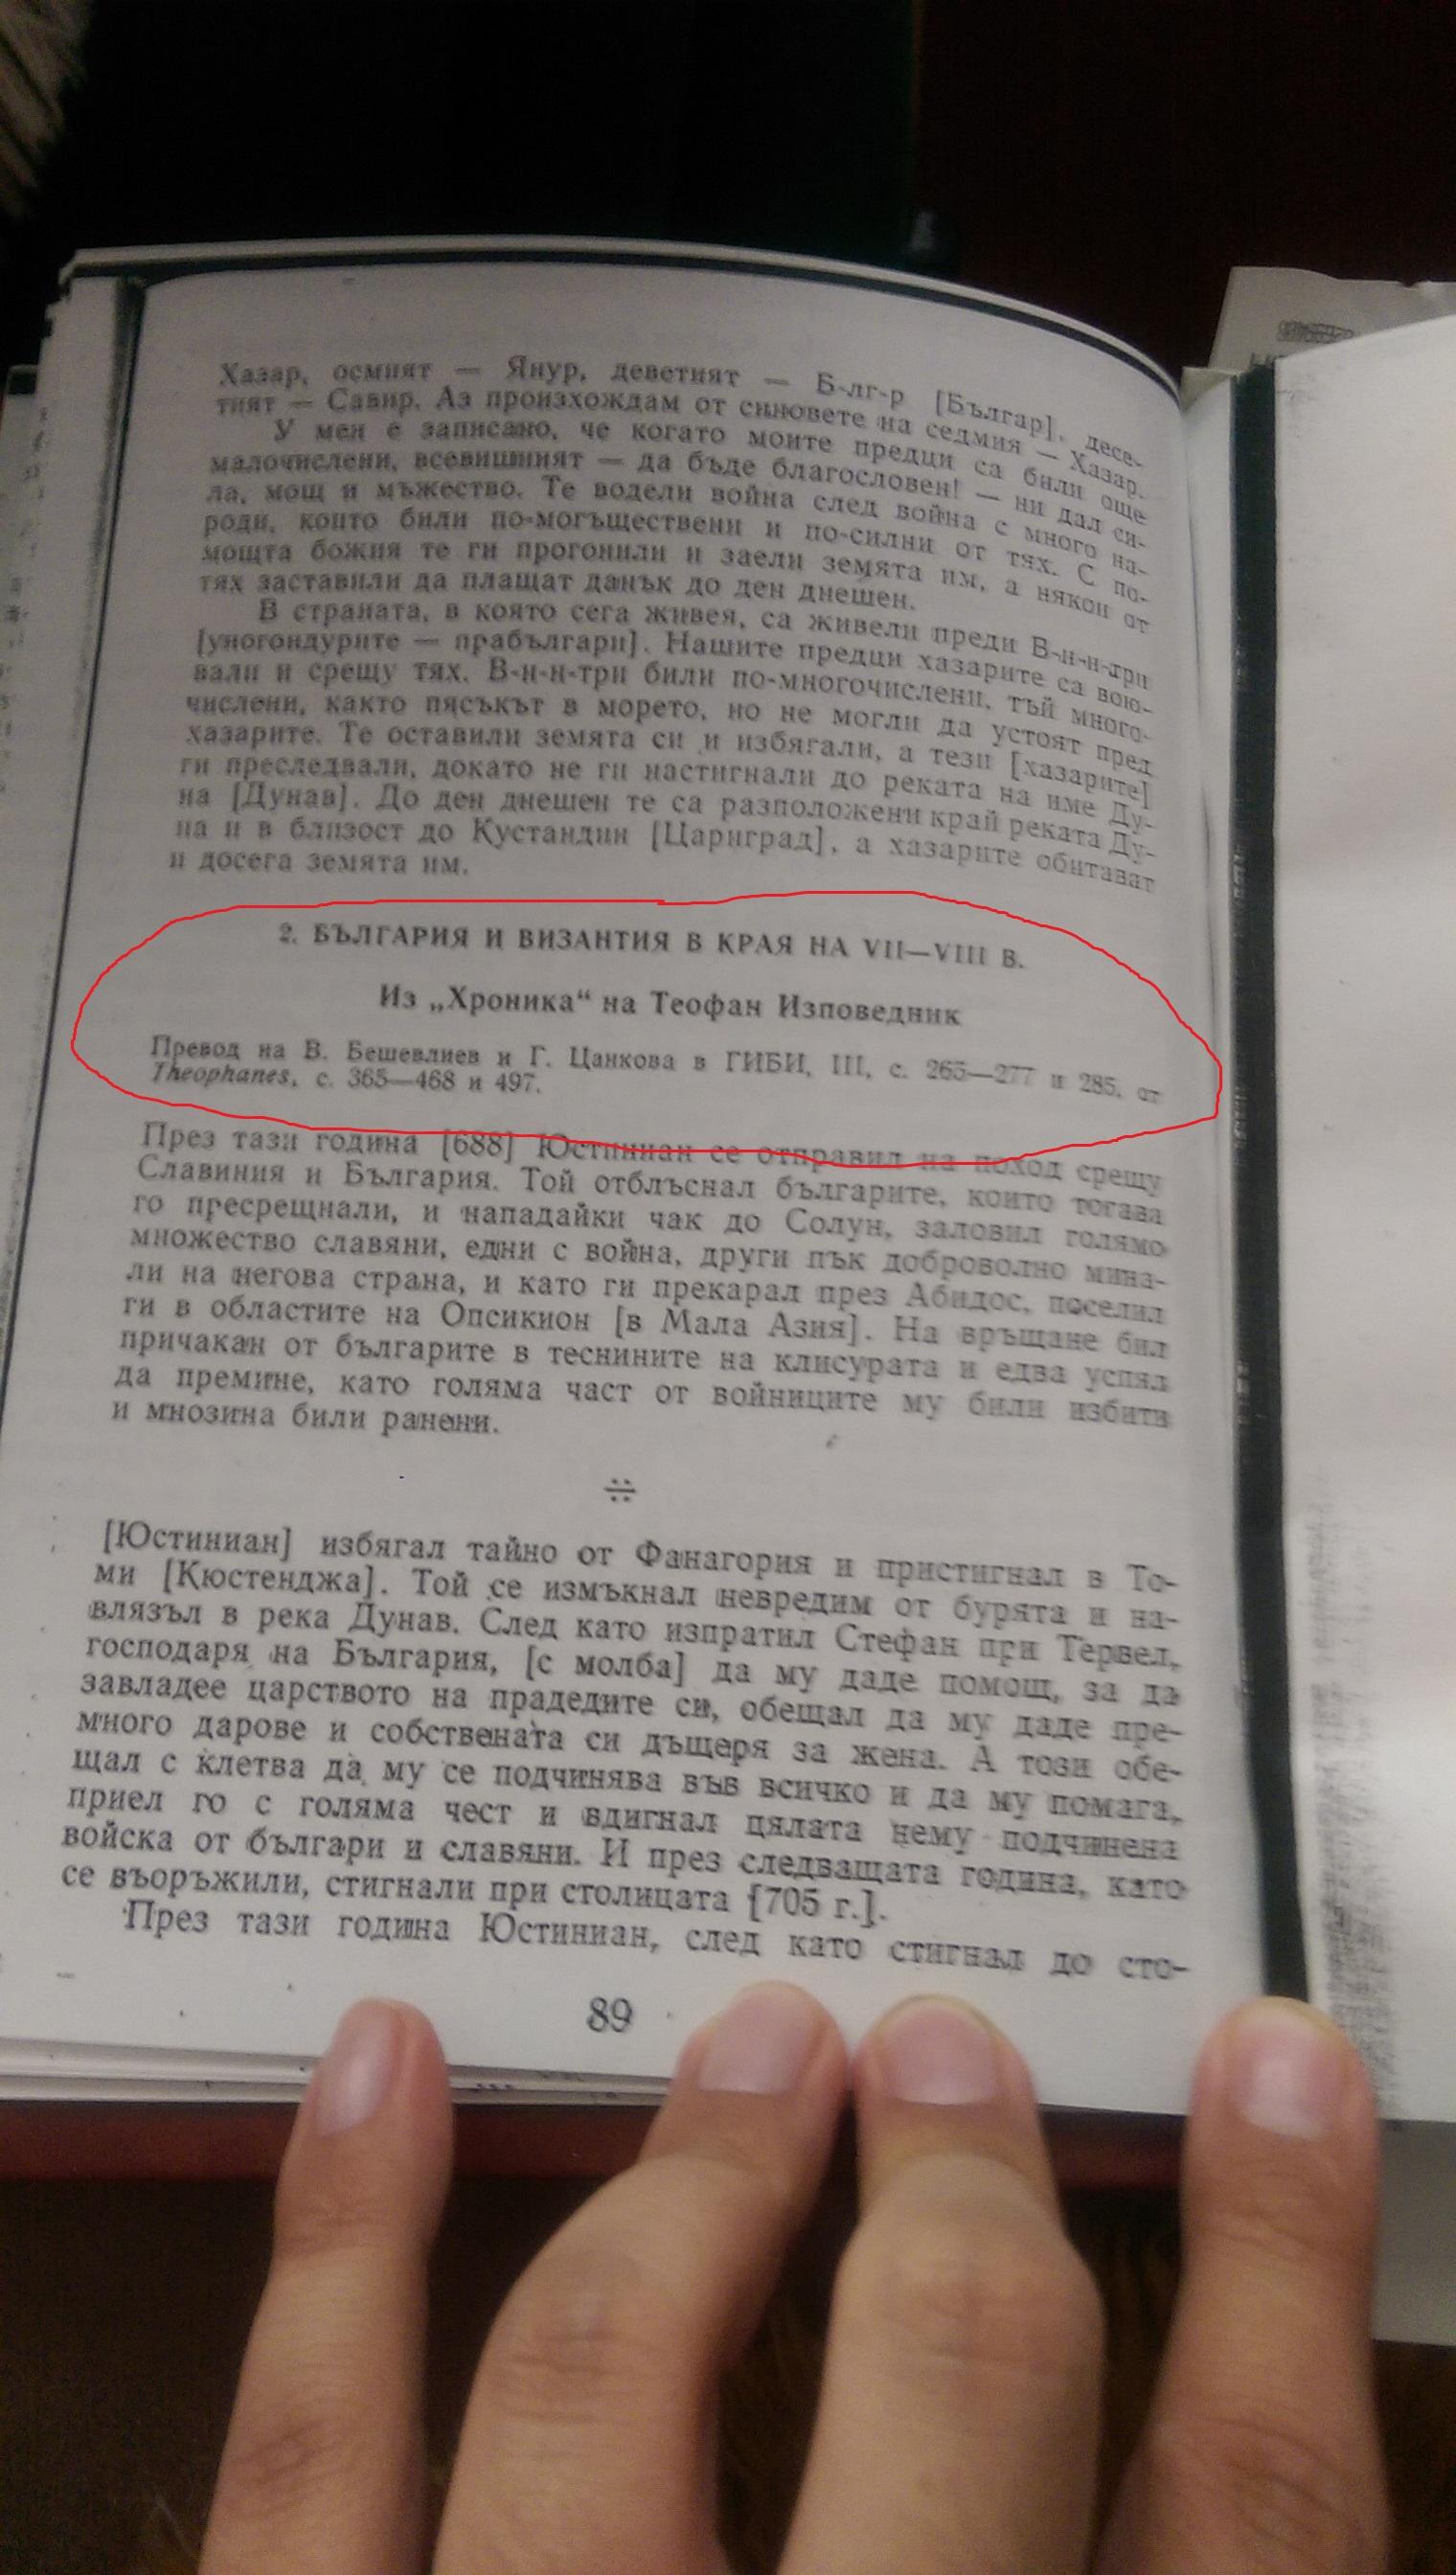 Хазар, осмият — Янур, деветият — Б-лг-р [Българ], десе-
тият — Савир. Аз произхождам от синовете на седмия — Хазар.
У мен е записано, че когато моите предци са били още
малочислени, всевишният — да бъде благословен! — ни дал си-
ла, мощ и мъжество. Те водели война след война с много на-
роди, които били по-могъществени и по-силни от тях. С по-
мощта божия те ги прогонили и заели земята им, а някои от
тях заставили да плащат данък до ден днешен.
В страната, в която сега живея, са живели преди В-н-н-три
[уногондурите — прабългари]. Нашите предци хазарите са вою-
вали и срещу тях. В-н-н-три били по-многочислени, тъй много-
числени, както пясъкът в морето, но не могли да устоят пред
хазарите. Те оставили земята си и избягали, а тези [хазарите]
ги преследвали, докато не ги настигнали до реката на име Ду-
на [Дунав]. До ден днешен те са разположени край реката Ду-
на и в близост до Кустандин [Цариград], а хазарите обитават
и досега земята им.
2. БЪЛГАРИЯ И ВИЗАНТИЯ В КРАЯ НА VII—VIII В.
Из „Хроника“ на Теофан Изповедник
Превод на В. Бешевлиев и Г. Цанкова в ГИБИ, III, с. 265—277 и 285, от
Theophanes, с. 365—468 и 497.
През тази година [688] Юстиниан се отправил на поход срещу
Славиния и България. Той отблъснал българите, които тогава
го пресрещнали, и нападайки чак до Солун, заловил голямо
множество славяни, едни с война, други пък доброволно мина-
ли на негова страна, и като ги прекарал през Абидос, поселил
ги в областите на Опсикион [в Мала Азия]. На връщане бил
причакан от българите в теснините на клисурата и едва успял
да премине, като голяма част от войниците му били избити
и мнозина били ранени.
[Юстиниан] избягал тайно от Фанагория и пристигнал в То-
ми [Кюстенджа]. Той се измъкнал невредим от бурята и на-
влязъл в река Дунав. След като изпратил Стефан при Тервел,
господаря на България, [с молба] да му даде помощ, за да
завладее царството на прадедите си, обещал да му даде пре-
много дарове и собствената си дъщеря за жена. А този обе-
щал с клетва да му се подчинява във всичко и да му помага,
приел го с голяма чест и вдигнал цялата нему подчинена
войска от българи и славяни. И през следващата година, като
се въоръжили, стигнали при столицата [705 г.].
През тази година Юстиниан, след като стигнал до сто-
89